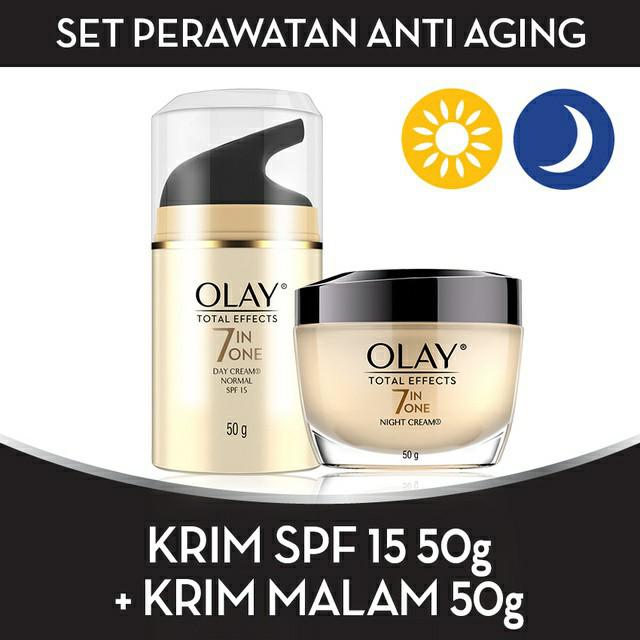 SET PERAWATAN ANTI AGING
OLAY®
TOTAL EFFECTS
7 IN ONE
DAY CREAM®
NORMAL
SPF 15
50 g
OLAY®
TOTAL EFFECTS
7 IN ONE
NIGHT CREAM®
50 g
KRIM SPF 15 50g
+ KRIM MALAM 50g